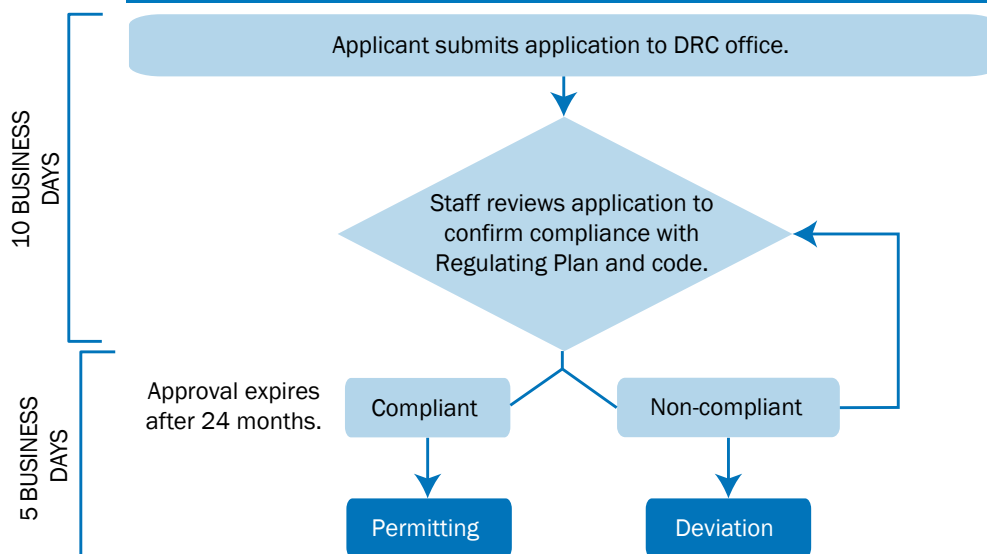 Applicant submits application to DRC office.
10 BUSINESS
DAYS
Staff reviews application to
confirm compliance with
Regulating Plan and code.
5 BUSINESS
DAYS
Approval expires
after 24 months.
Compliant
Non-compliant
Permitting
Deviation